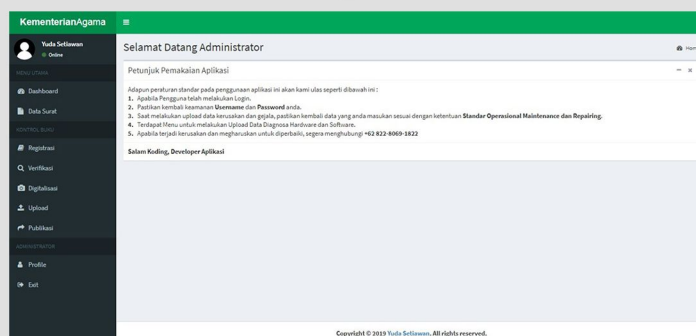 KementerianAgama
Yuda Setiawan
Online
MENU UTAMA
Dashboard
Data Surat
KONTROL BUKU
Registrasi
Verifikasi
Digitalisasi
Upload
Publikasi
ADMINISTRATOR
Profile
Exit
Selamat Datang Administrator
Hom
Petunjuk Pemakaian Aplikasi
Adapun peraturan standar pada penggunaan aplikasi ini akan kami ulas seperti dibawah ini :
1. Apabila Pengguna telah melakukan Login.
2. Pastikan kembali keamanan Username dan Password anda.
3. Saat melakukan upload data kerusakan dan gejala, pastikan kembali data yang anda masukan sesuai dengan ketentuan Standar Operasional Maintenance dan Repairing.
4. Terdapat Menu untuk melakukan Upload Data Diagnosa Hardware dan Software.
5. Apabila terjadi kerusakan dan megharuskan untuk diperbaiki, segera menghubungi +62 822-8069-1822
Salam Koding, Developer Aplikasi
Copyright © 2019 Yuda Setiawan. All rights reserved.